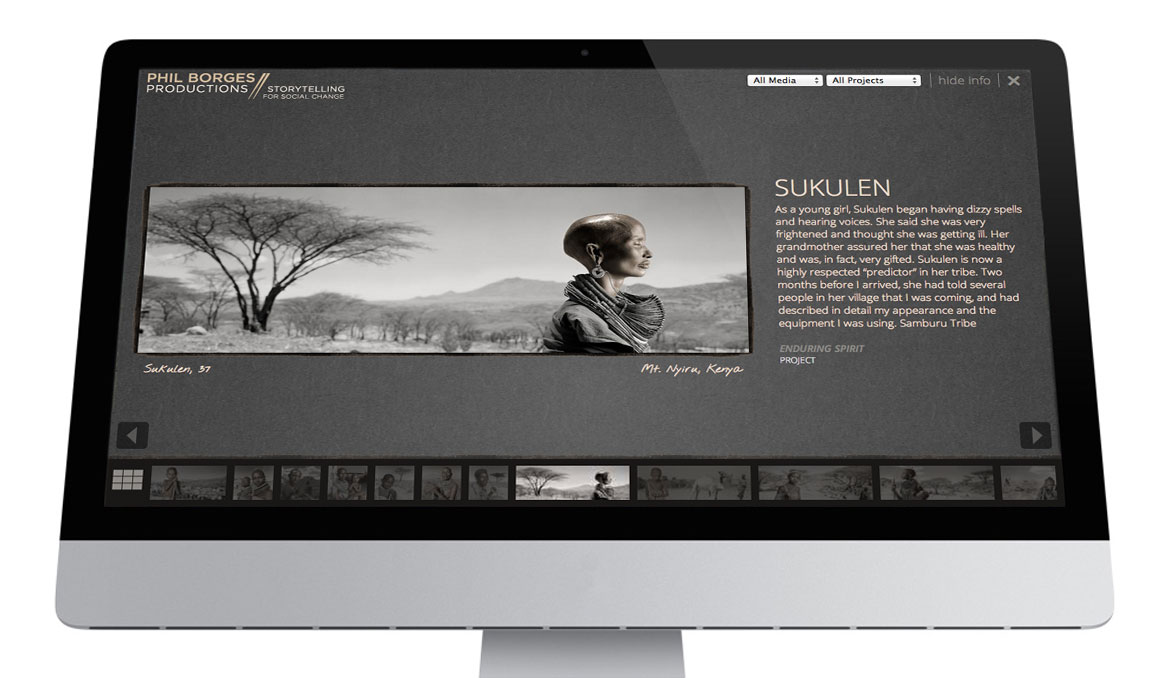 PHIL BORGES
PRODUCTIONS
STORYTELLING
FOR SOCIAL CHANGE
All Media
All Projects
hide info
SUKULEN
As a young girl, Sukulen began having dizzy spells
and hearing voices. She said she was very
frightened and thought she was getting ill. Her
grandmother assured her that she was healthy
and was, in fact, very gifted. Sukulen is now a
highly respected “predictor” in her tribe. Two
months before I arrived, she had told several
people in her village that I was coming, and had
described in detail my appearance and the
equipment I was using. Samburu Tribe
ENDURING SPIRIT
PROJECT
Sukulen, 37
Mt. Nyiru, Kenya